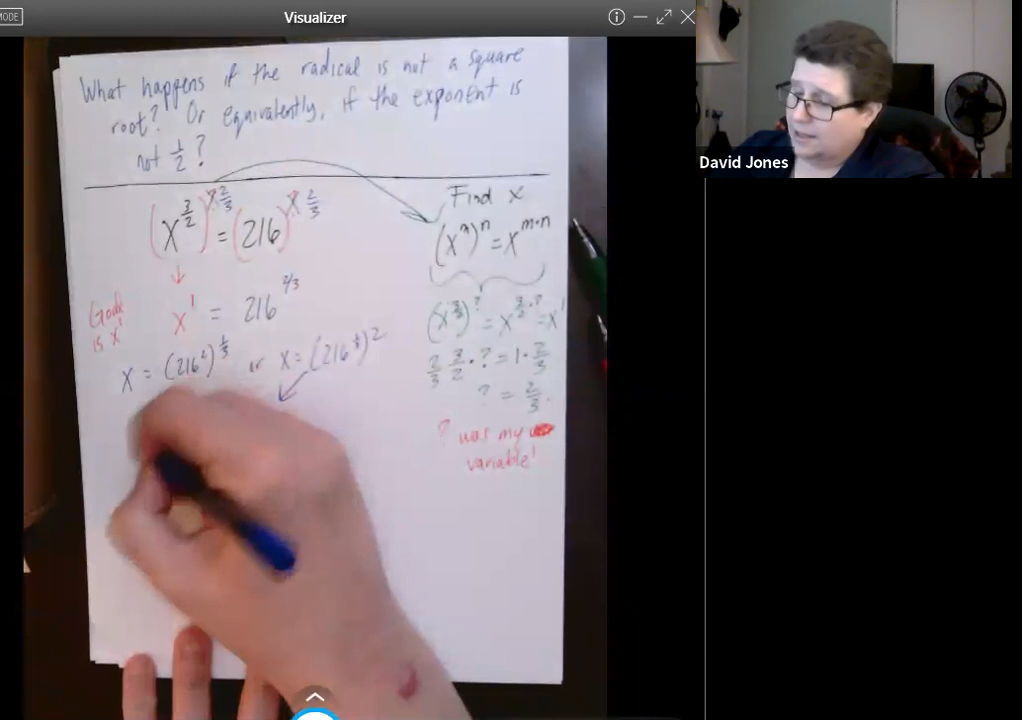 MODE
Visualizer
What happens if the radical is not a square
root? Or equivalently, if the exponent is
not 1/2?
(x^3/2)^? 2/3 = (216)^? 2/3
Find x
(x^m)^n = x^m·n
Goal
is x^1
x^1 = 216^2/3
(x^3/2)^? = x^3/2·? = x^1
x = (216^2)^1/3 or x = (216^1/3)^2
2/3 3/2 · ? = 1 · 2/3
? = 2/3.
? was my
variable!
David Jones